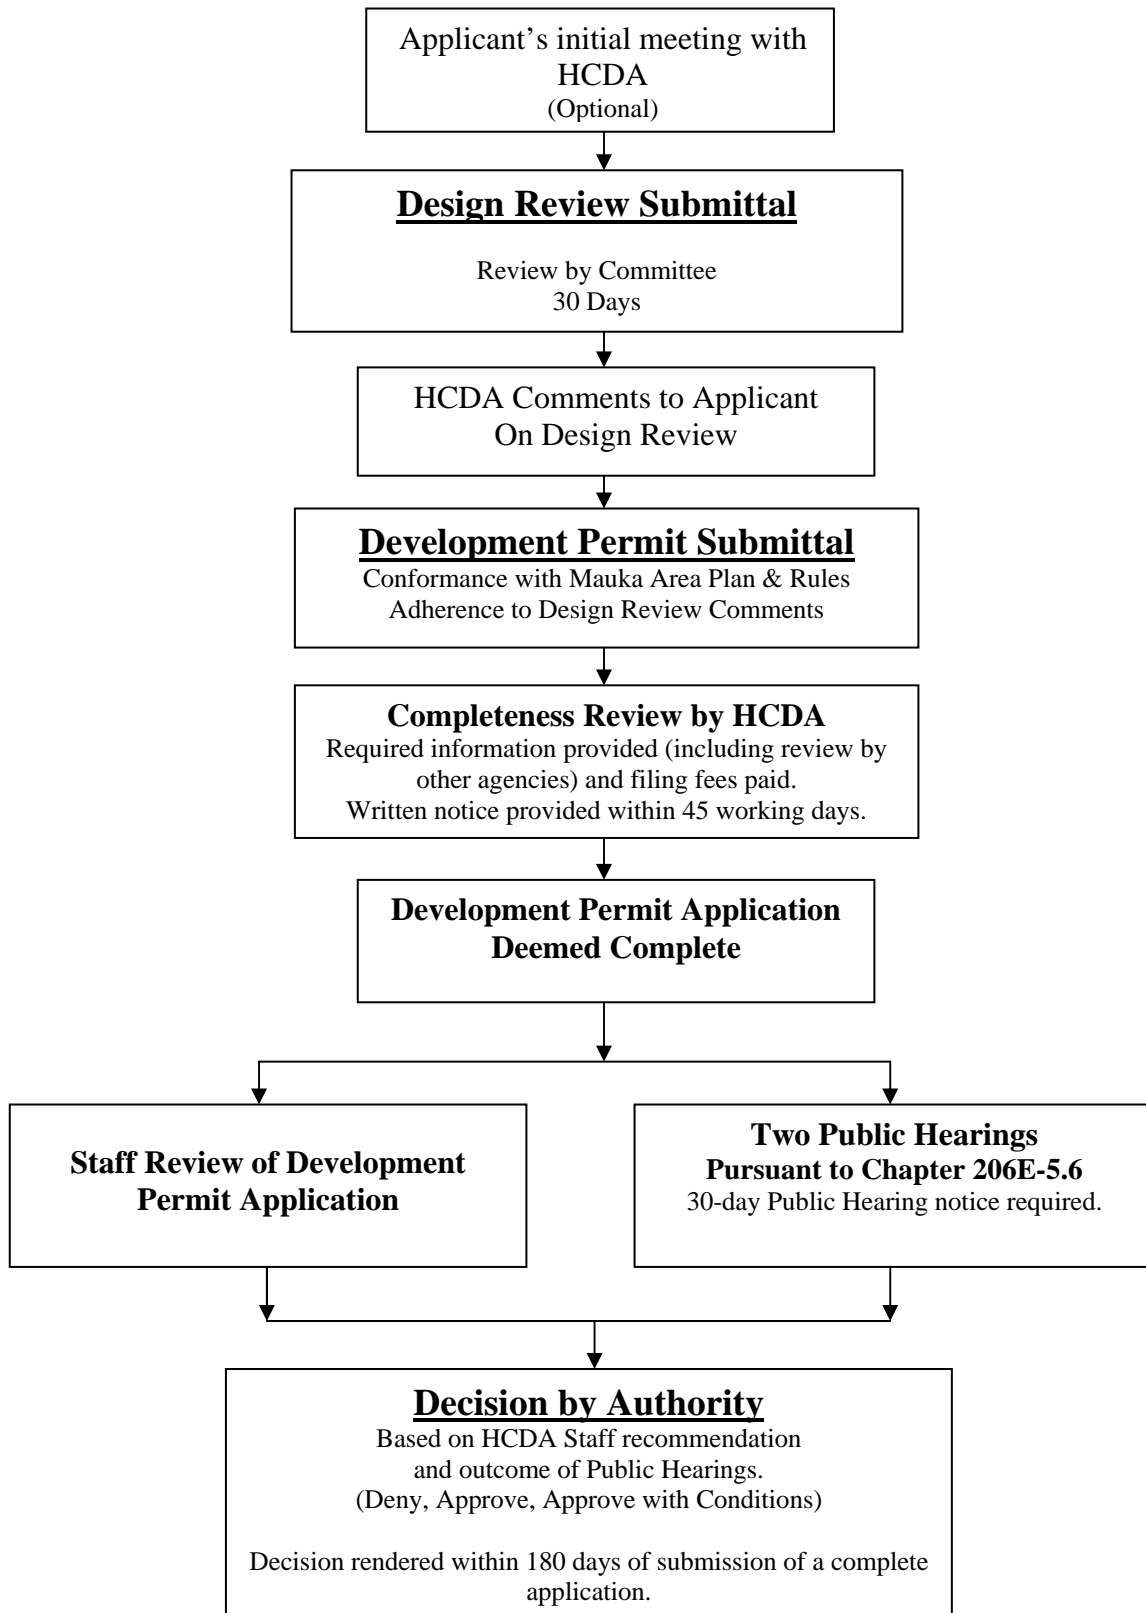 Applicant’s initial meeting with
HCDA
(Optional)
Design Review Submittal
Review by Committee
30 Days
HCDA Comments to Applicant
On Design Review
Development Permit Submittal
Conformance with Mauka Area Plan & Rules
Adherence to Design Review Comments
Completeness Review by HCDA
Required information provided (including review by
other agencies) and filing fees paid.
Written notice provided within 45 working days.
Development Permit Application
Deemed Complete
Staff Review of Development
Permit Application
Two Public Hearings
Pursuant to Chapter 206E-5.6
30-day Public Hearing notice required.
Decision by Authority
Based on HCDA Staff recommendation
and outcome of Public Hearings.
(Deny, Approve, Approve with Conditions)
Decision rendered within 180 days of submission of a complete
application.